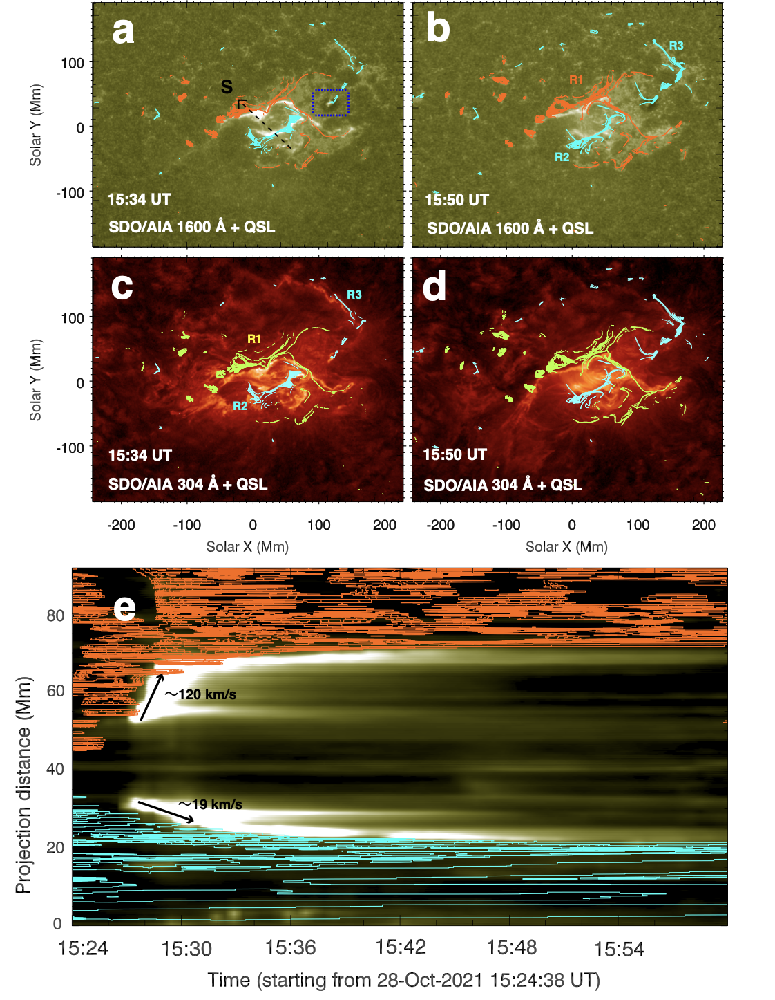 a
S
100
0
-100
Solar Y (Mm)
15:34 UT
SDO/AIA 1600 Å + QSL
b
R3
R1
R2
15:50 UT
SDO/AIA 1600 Å + QSL
c
R3
R1
R2
100
0
-100
Solar Y (Mm)
15:34 UT
SDO/AIA 304 Å + QSL
-200 -100 0 100 200
Solar X (Mm)
d
15:50 UT
SDO/AIA 304 Å + QSL
-200 -100 0 100 200
Solar X (Mm)
e
80
60
40
20
0
Projection distance (Mm)
~120 km/s
~19 km/s
15:24 15:30 15:36 15:42 15:48 15:54
Time (starting from 28-Oct-2021 15:24:38 UT)